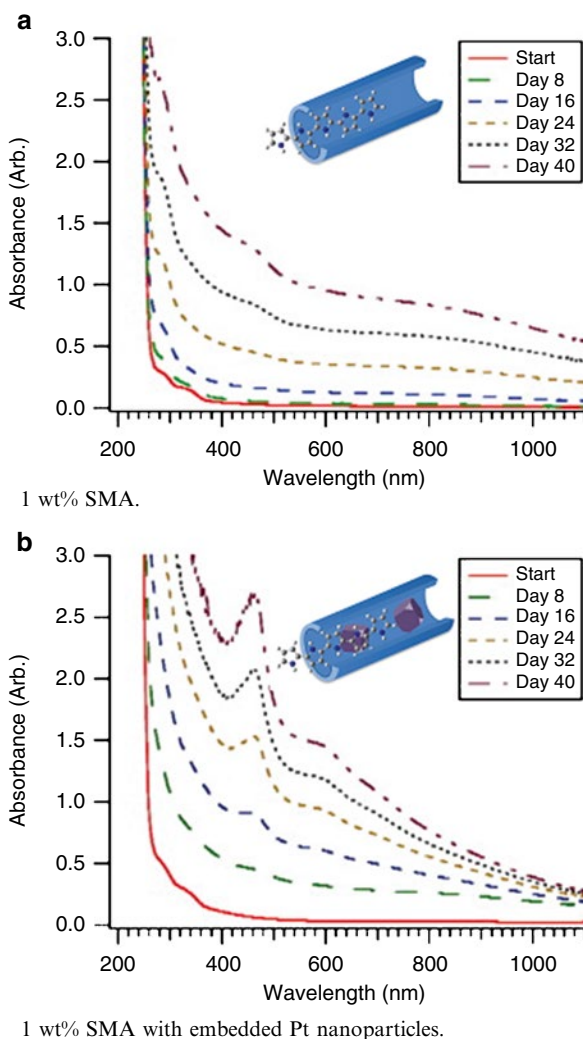 a
3.0
2.5
2.0
1.5
1.0
0.5
0.0
Absorbance (Arb.)
Start
Day 8
Day 16
Day 24
Day 32
Day 40
200 400 600 800 1000
Wavelength (nm)
1 wt% SMA.
b
3.0
2.5
2.0
1.5
1.0
0.5
0.0
Absorbance (Arb.)
Start
Day 8
Day 16
Day 24
Day 32
Day 40
200 400 600 800 1000
Wavelength (nm)
1 wt% SMA with embedded Pt nanoparticles.